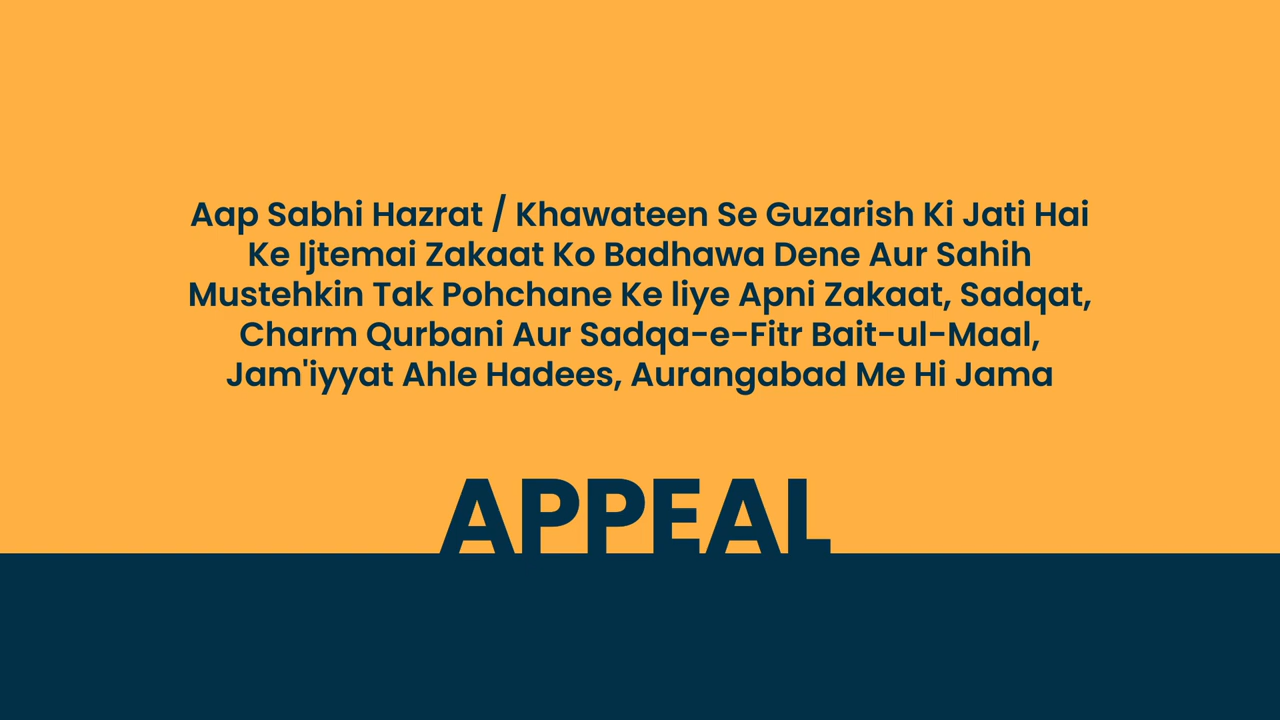 Aap Sabhi Hazrat / Khawateen Se Guzarish Ki Jati Hai
Ke Ijtemai Zakaat Ko Badhawa Dene Aur Sahih
Mustehkin Tak Pohchane Ke liye Apni Zakaat, Sadqat,
Charm Qurbani Aur Sadqa-e-Fitr Bait-ul-Maal,
Jam'iyyat Ahle Hadees, Aurangabad Me Hi Jama
APPEAL